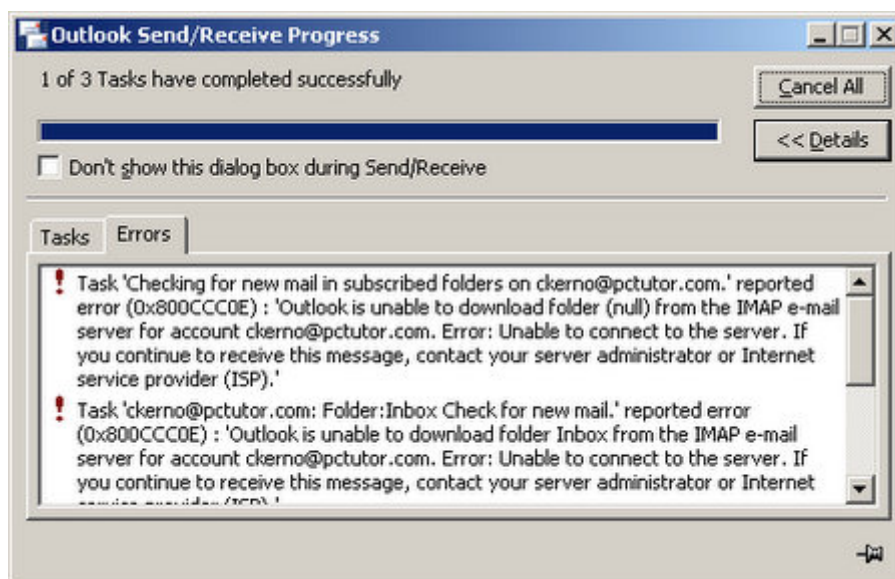 Outlook Send/Receive Progress
1 of 3 Tasks have completed successfully
Cancel All
<< Details
Don't show this dialog box during Send/Receive
Tasks Errors
Task 'Checking for new mail in subscribed folders on ckerno@pctutor.com.' reported
error (0x800CCC0E) : 'Outlook is unable to download folder (null) from the IMAP e-mail
server for account ckerno@pctutor.com. Error: Unable to connect to the server. If
you continue to receive this message, contact your server administrator or Internet
service provider (ISP).'
Task 'ckerno@pctutor.com: Folder:Inbox Check for new mail.' reported error
(0x800CCC0E) : 'Outlook is unable to download folder Inbox from the IMAP e-mail
server for account ckerno@pctutor.com. Error: Unable to connect to the server. If
you continue to receive this message, contact your server administrator or Internet
service provider (ISP).'